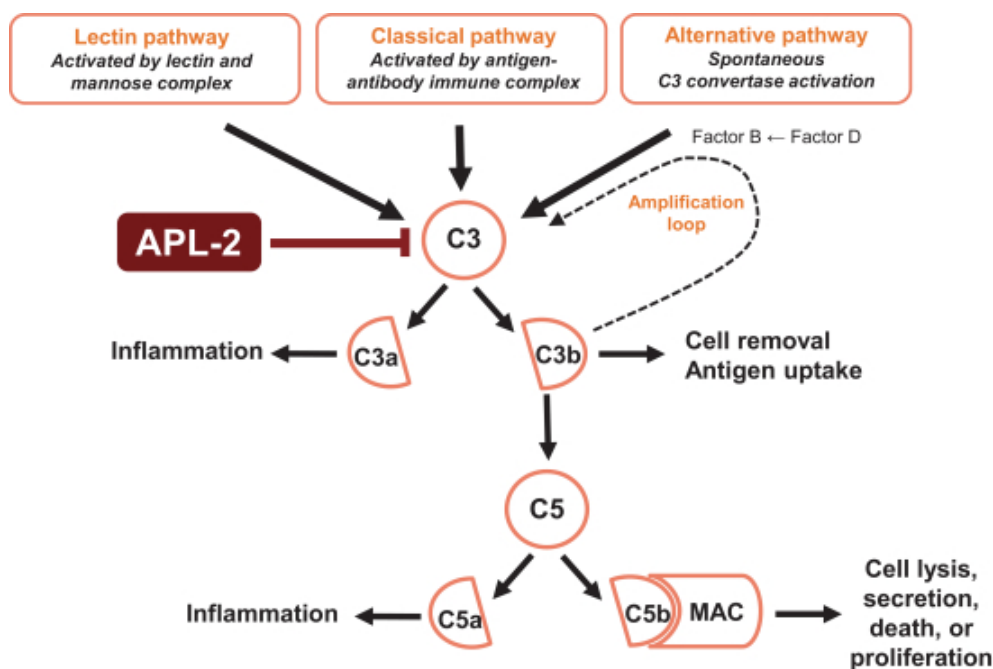 Lectin pathway
Activated by lectin and
mannose complex
Classical pathway
Activated by antigen-
antibody immune complex
Alternative pathway
Spontaneous
C3 convertase activation
Factor B ← Factor D
Amplification
loop
APL-2
C3
Inflammation
C3a
C3b
Cell removal
Antigen uptake
C5
Inflammation
C5a
C5b
MAC
Cell lysis,
secretion,
death, or
proliferation